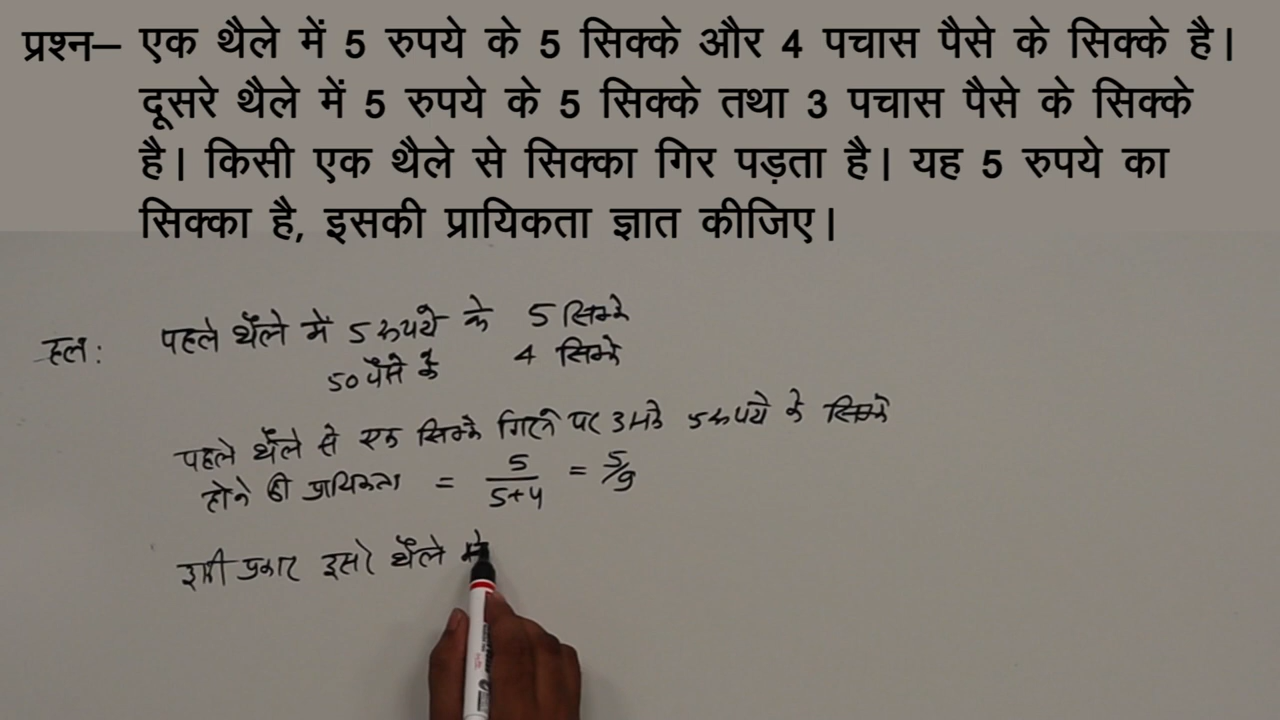 प्रश्न– एक थैले में 5 रुपये के 5 सिक्के और 4 पचास पैसे के सिक्के है।
दूसरे थैले में 5 रुपये के 5 सिक्के तथा 3 पचास पैसे के सिक्के
है। किसी एक थैले से सिक्का गिर पड़ता है। यह 5 रुपये का
सिक्का है, इसकी प्रायिकता ज्ञात कीजिए।
हल: पहले थैले में 5 रुपये के 5 सिक्के
50 पैसे के 4 सिक्के
पहले थैले से एक सिक्के गिरने पर उसके 5 रुपये के सिक्के
होने की प्रायिकता = 5/(5+4) = 5/9
इसी प्रकार दूसरे थैले में